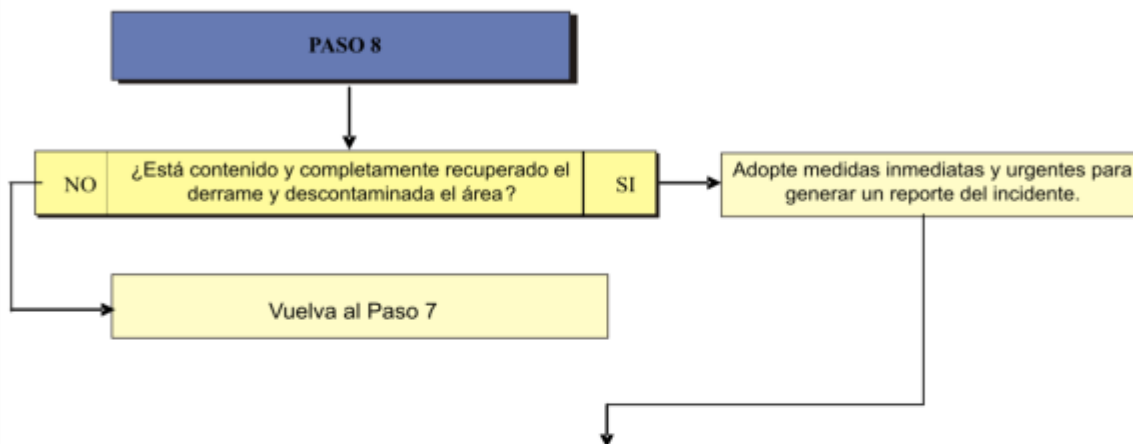 PASO 8
NO
¿Está contenido y completamente recuperado el
derrame y descontaminada el área?
SI
Adopte medidas inmediatas y urgentes para
generar un reporte del incidente.
Vuelva al Paso 7